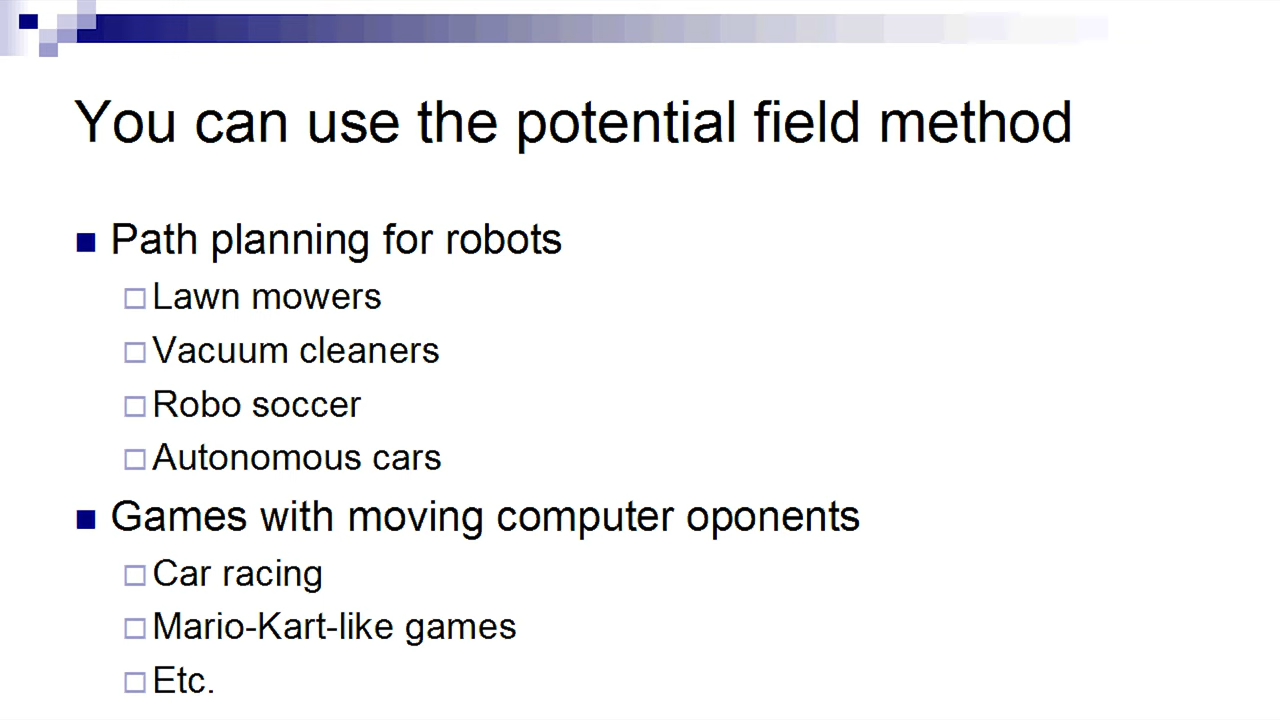 You can use the potential field method
Path planning for robots
Lawn mowers
Vacuum cleaners
Robo soccer
Autonomous cars
Games with moving computer oponents
Car racing
Mario-Kart-like games
Etc.